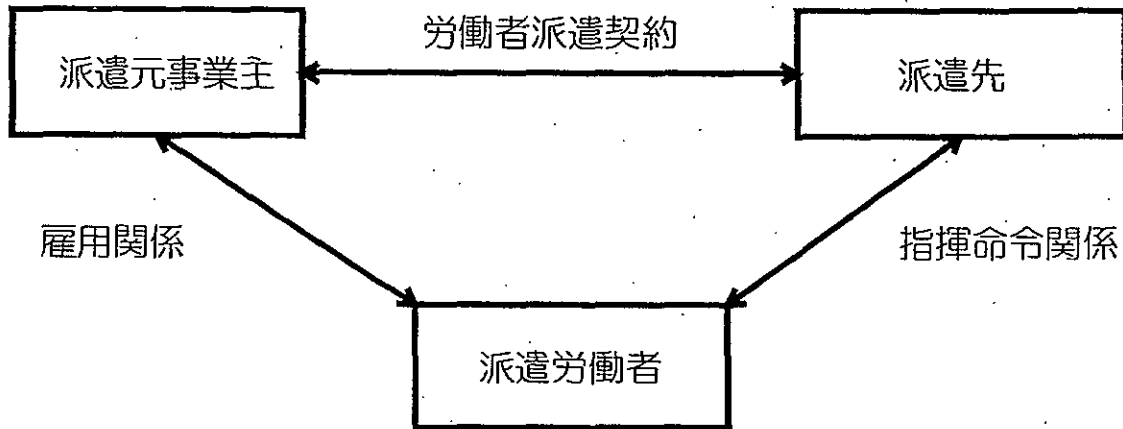 労働者派遣契約
派遣元事業主
派遣先
雇用関係
指揮命令関係
派遣労働者